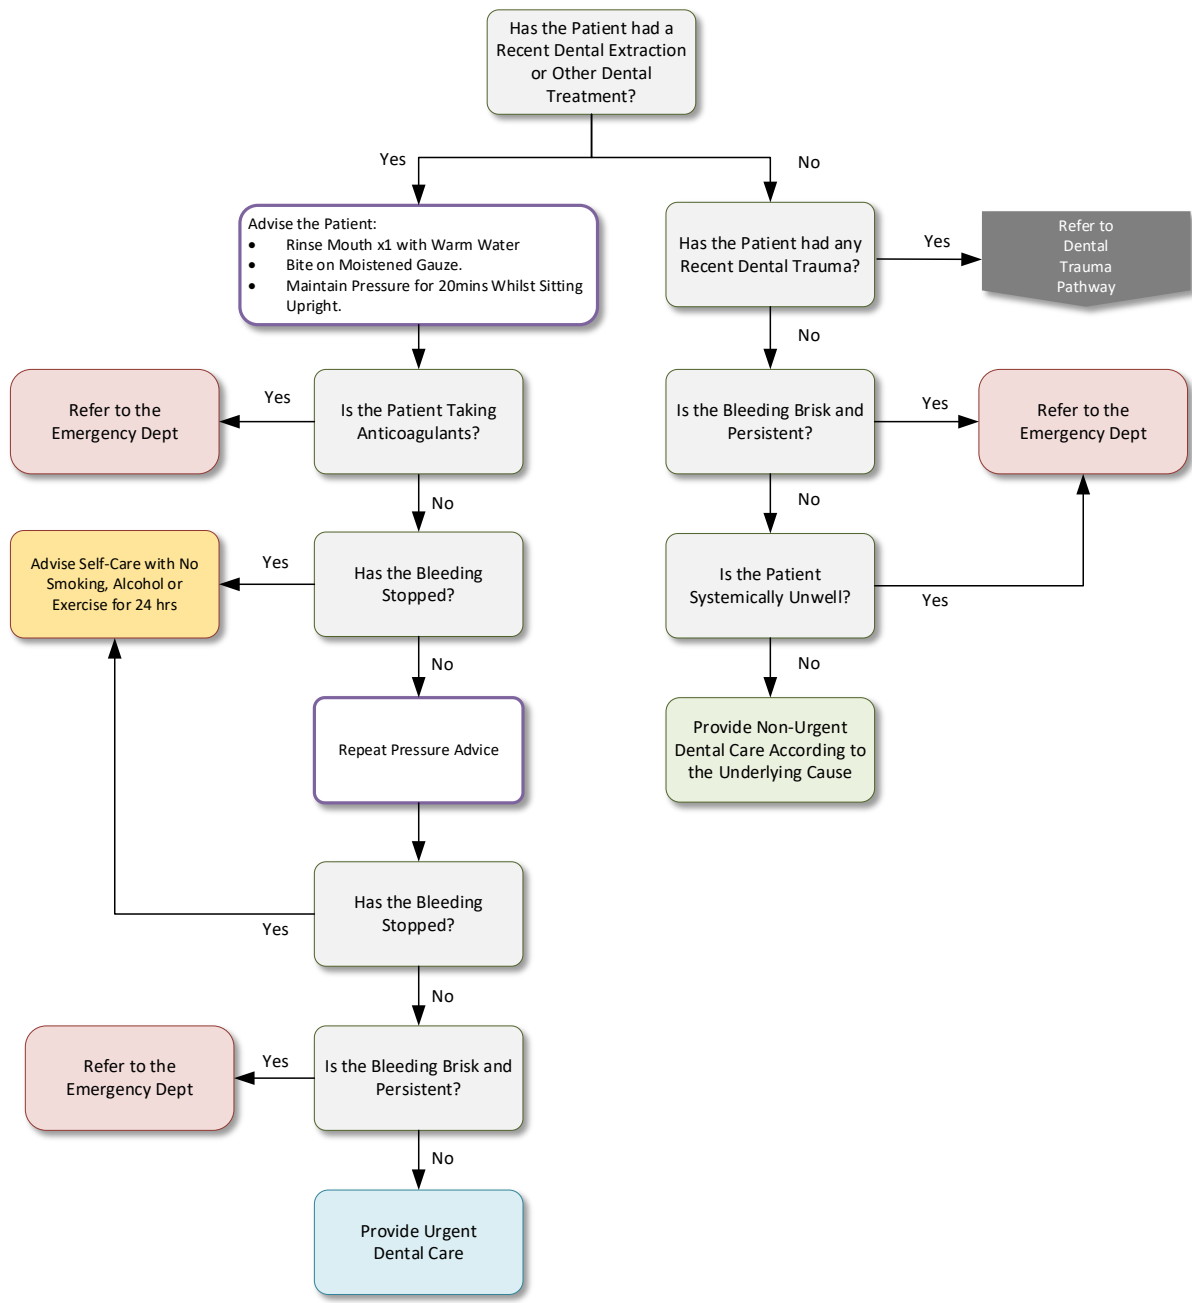 Has the Patient had a
Recent Dental Extraction
or Other Dental
Treatment?
Yes
No
Advise the Patient:
• Rinse Mouth x1 with Warm Water
• Bite on Moistened Gauze.
• Maintain Pressure for 20mins Whilst Sitting
Upright.
Has the Patient had any
Recent Dental Trauma?
Yes
Refer to
Dental
Trauma
Pathway
No
Refer to the
Emergency Dept
Yes
Is the Patient Taking
Anticoagulants?
Is the Bleeding Brisk and
Persistent?
Yes
Refer to the
Emergency Dept
No
No
Advise Self-Care with No
Smoking, Alcohol or
Exercise for 24 hrs
Yes
Has the Bleeding
Stopped?
Is the Patient
Systemically Unwell?
Yes
No
No
Repeat Pressure Advice
Provide Non-Urgent
Dental Care According to
the Underlying Cause
Has the Bleeding
Stopped?
Yes
No
Refer to the
Emergency Dept
Yes
Is the Bleeding Brisk and
Persistent?
No
Provide Urgent
Dental Care